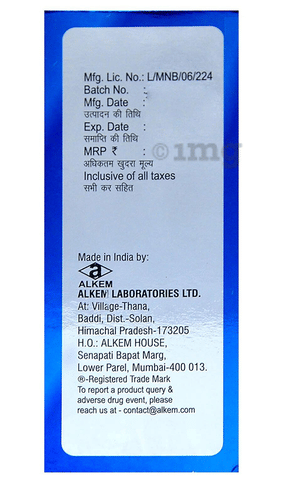 Mfg. Lic. No.: L/MNB/06/224
Batch No. :
Mfg. Date :
उत्पादन की तिथि
Exp. Date :
समाप्ति की तिथि
MRP ₹ :
अधिकतम खुदरा मूल्य
Inclusive of all taxes
सभी कर सहित
© 1mg
Made in India by:
a
ALKEM
ALKEM LABORATORIES LTD.
At: Village-Thana,
Baddi, Dist.-Solan,
Himachal Pradesh-173205
H.O.: ALKEM HOUSE,
Senapati Bapat Marg,
Lower Parel, Mumbai-400 013.
®-Registered Trade Mark
To report a product query &
adverse drug event, please
reach us at - contact@alkem.com